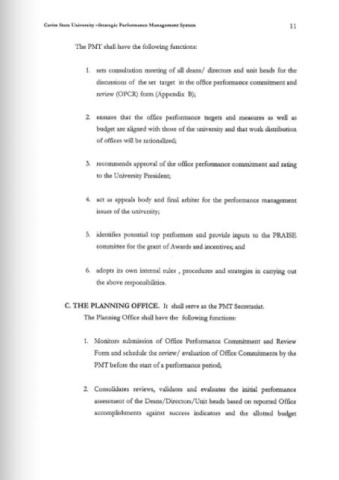 Cavite State University -Strategic Performance Management System 11
The PMT shall have the following functions:
1. sets consultation meeting of all deans/ directors and unit heads for the
discussions of the set target in the office performance commitment and
review (OPCR) form (Appendix B);
2. ensures that the office performance targets and measures as well as
budget are aligned with those of the university and that work distribution
of offices will be rationalized;
3. recommends approval of the office performance commitment and rating
to the University President;
4. act as appeals body and final arbiter for the performance management
issues of the university;
5. identifies potential top performers and provide inputs to the PRAISE
committee for the grant of Awards and incentives; and
6. adopts its own internal rules , procedures and strategies in carrying out
the above responsibilities.
C. THE PLANNING OFFICE. It shall serve as the PMT Secretariat.
The Planning Office shall have the following functions:
1. Monitors submission of Office Performance Commitment and Review
Form and schedule the review/ evaluation of Office Commitments by the
PMT before the start of a performance period;
2. Consolidates reviews, validates and evaluates the initial performance
assessment of the Deans/Directors/Unit heads based on reported Office
accomplishments against success indicators and the allotted budget